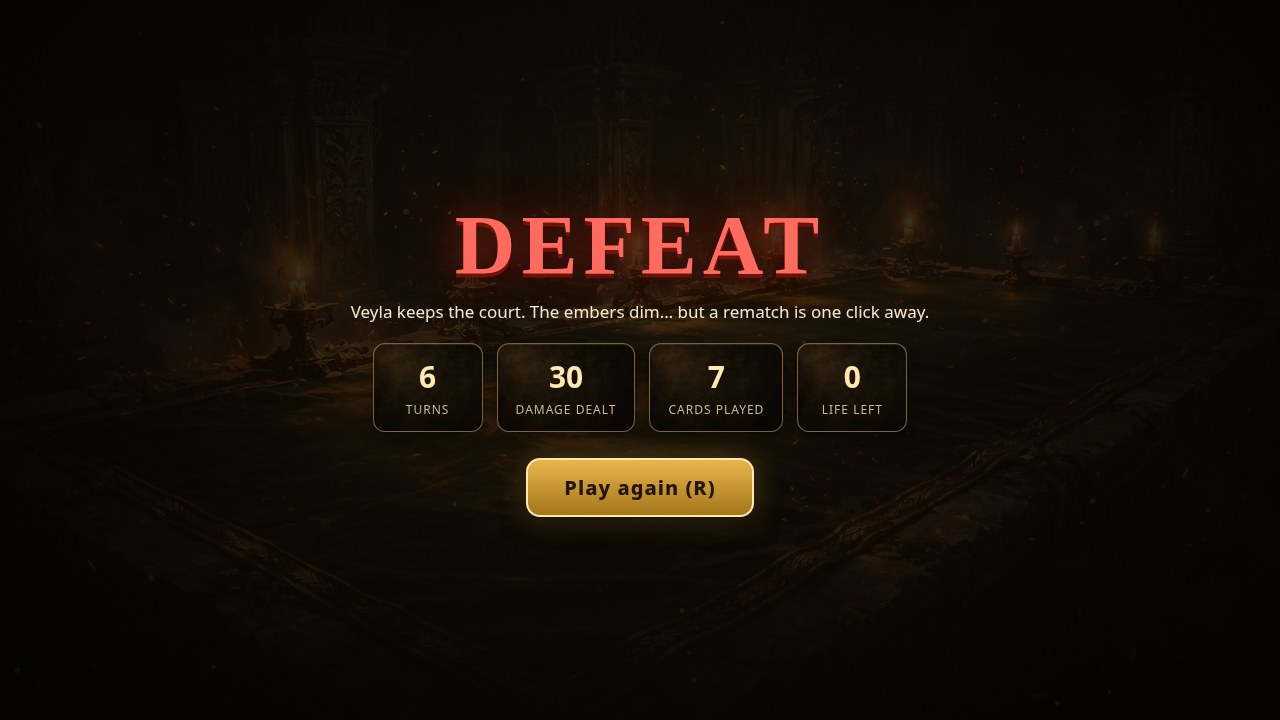 DEFEAT
Veyla keeps the court. The embers dim… but a rematch is one click away.
6
TURNS
30
DAMAGE DEALT
7
CARDS PLAYED
0
LIFE LEFT
Play again (R)